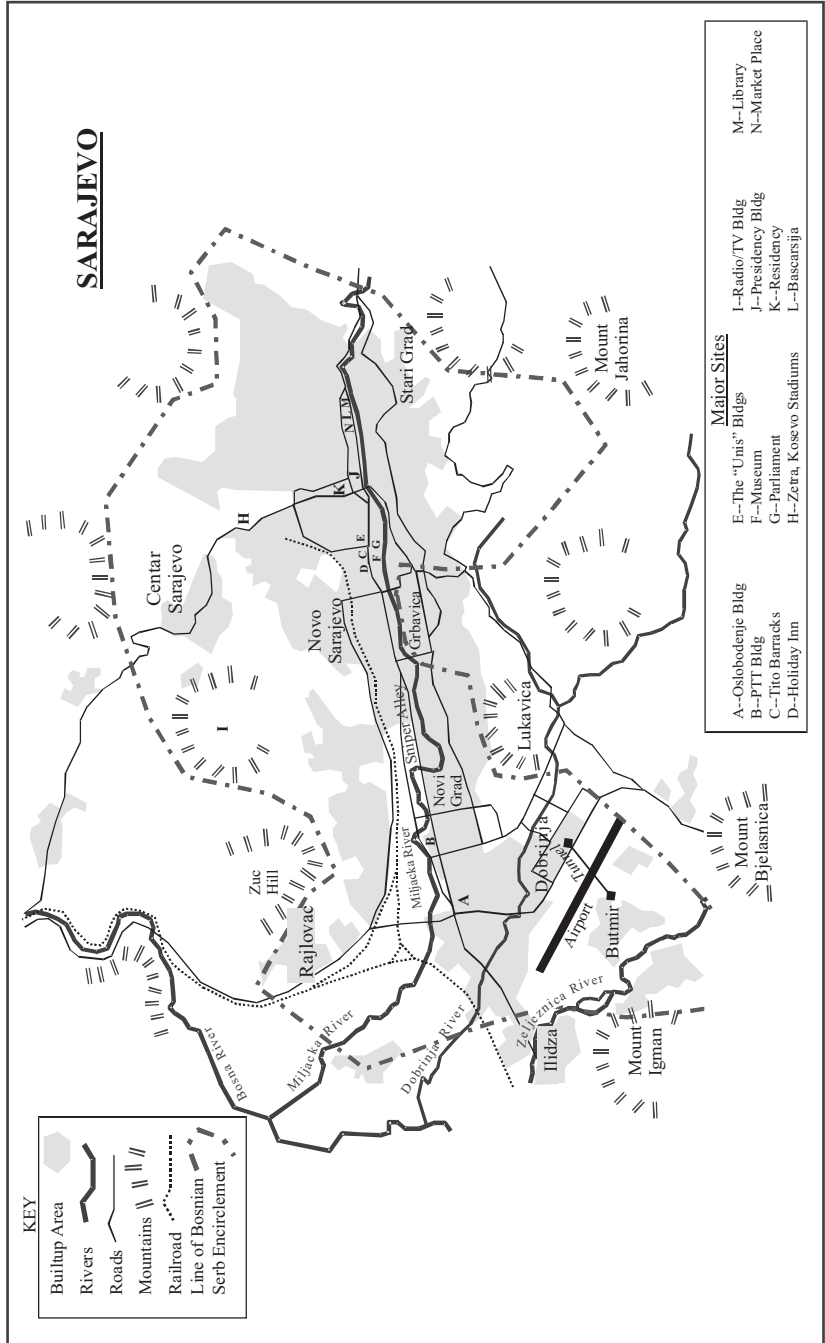 SARAJEVO
KEY
Builtup Area
Rivers
Roads
Mountains
Railroad
Line of Bosnian
Serb Encirclement
Bosna River
Miljacka River
Dobrinja River
Zeljeznica River
Rajlovac
Zuc
Hill
I
Centar
Sarajevo
H
Novo
Sarajevo
Miljacka River
Sniper Alley
A
B
Novi
Grad
Grbavica
D C E
F G
K
J
N L M
Stari Grad
Lukavica
Dobrinja
Tunnel
Airport
Butmir
Ilidza
Mount
Igman
Mount
Bjelasnica
Mount
Jahorina
Major Sites
A--Oslobodenje Bldg
B--PTT Bldg
C--Tito Barracks
D--Holiday Inn
E--The “Unis” Bldgs
F--Museum
G--Parliament
H--Zetra, Kosevo Stadiums
I--Radio/TV Bldg
J--Presidency Bldg
K--Residency
L--Bascarsija
M--Library
N--Market Place